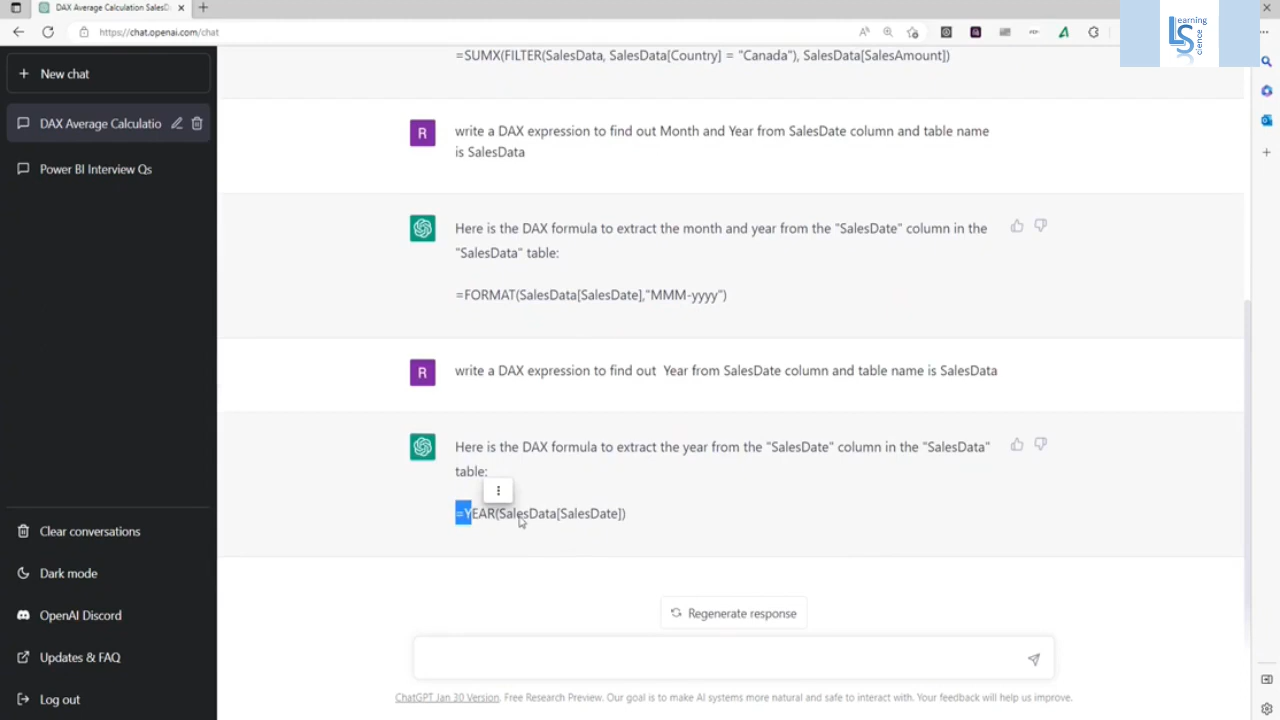 DAX Average Calculation SalesD
https://chat.openai.com/chat
Learning
Science
LS
New chat
DAX Average Calculatio
Power BI Interview Qs
=SUMX(FILTER(SalesData, SalesData[Country] = "Canada"), SalesData[SalesAmount])
R
write a DAX expression to find out Month and Year from SalesDate column and table name
is SalesData
Here is the DAX formula to extract the month and year from the "SalesDate" column in the
"SalesData" table:
=FORMAT(SalesData[SalesDate],"MMM-yyyy")
R
write a DAX expression to find out  Year from SalesDate column and table name is SalesData
Here is the DAX formula to extract the year from the "SalesDate" column in the "SalesData"
table:
=YEAR(SalesData[SalesDate])
Clear conversations
Dark mode
OpenAI Discord
Updates & FAQ
Log out
Regenerate response
ChatGPT Jan 30 Version. Free Research Preview. Our goal is to make AI systems more natural and safe to interact with. Your feedback will help us improve.